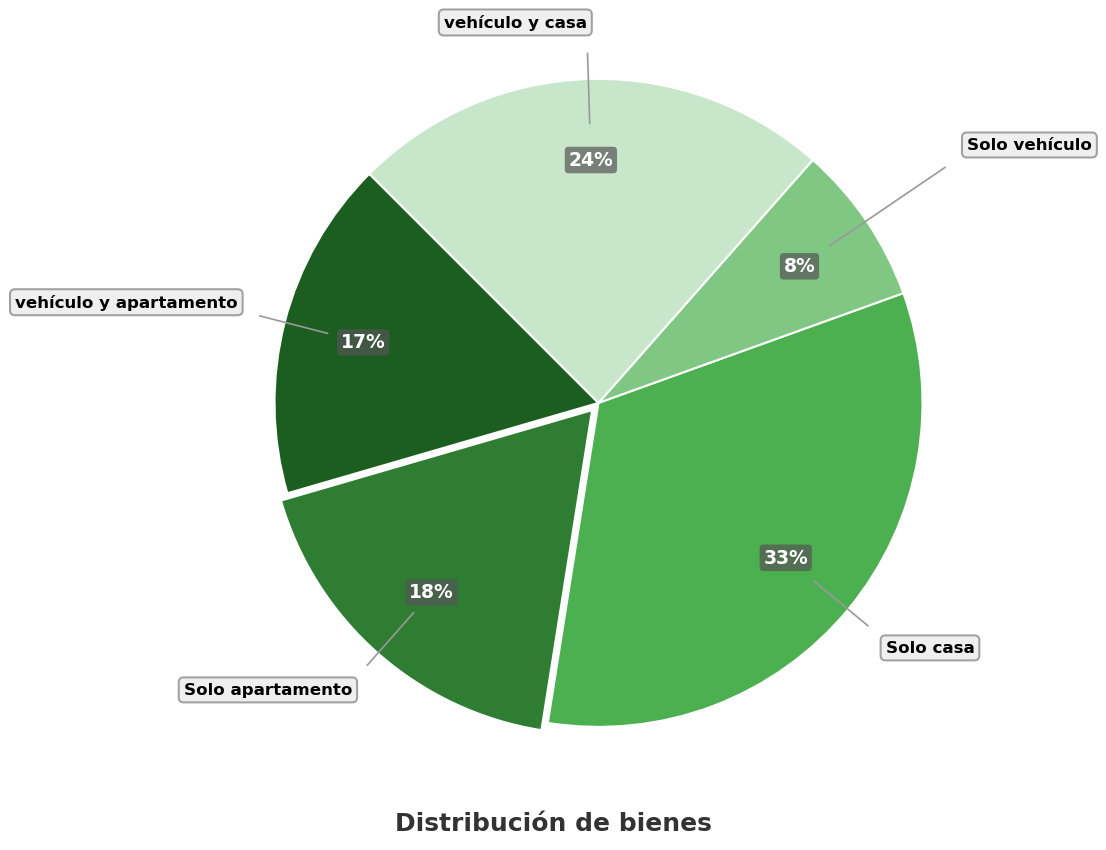 vehículo y casa
Solo vehículo
24%
8%
vehículo y apartamento
17%
33%
18%
Solo casa
Solo apartamento
Distribución de bienes